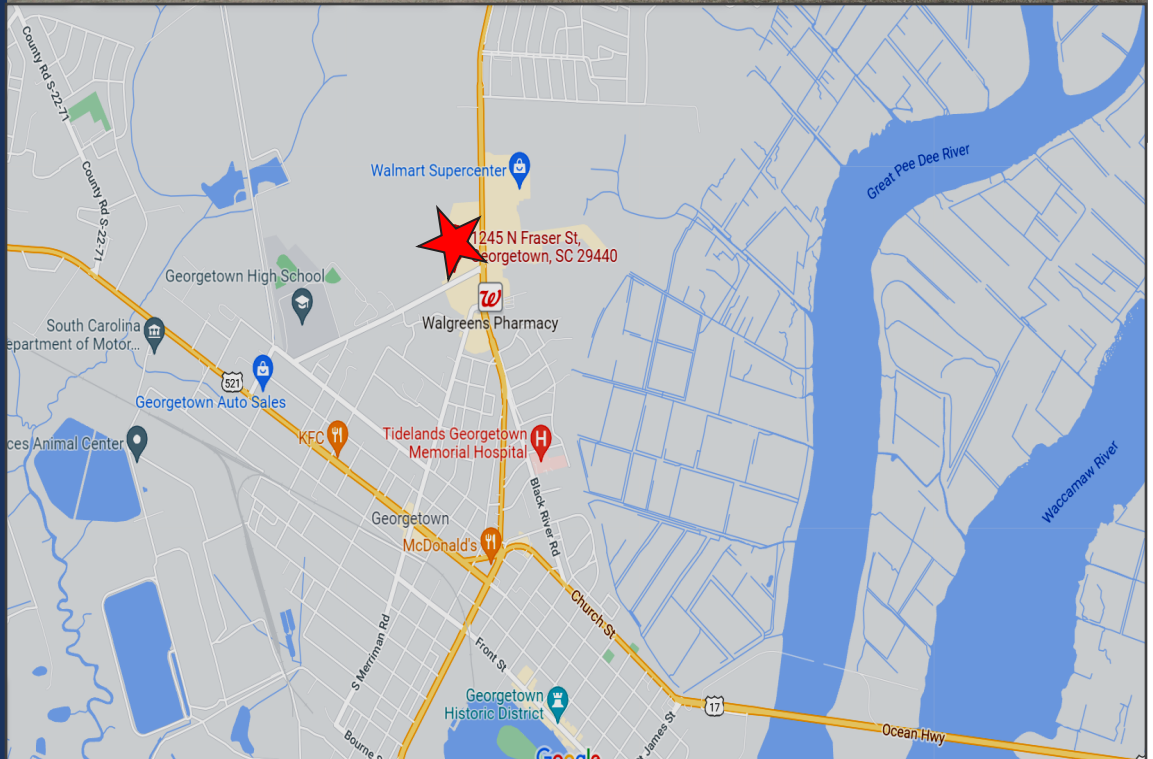 County Rd S-22-71
County Rd S-22-71
Great Pee Dee River
Walmart Supercenter
1245 N Fraser St,
eorgetown, SC 29440
Georgetown High School
W
Walgreens Pharmacy
South Carolina
epartment of Motor...
521
Georgetown Auto Sales
KFC
Tidelands Georgetown
Memorial Hospital
H
ces Animal Center
Waccamaw River
Black River Rd
Georgetown
McDonald's
Church St
S Merriman Rd
Front St
Georgetown
Historic District
17
Ocean Hwy
James St
Bourne S
Google